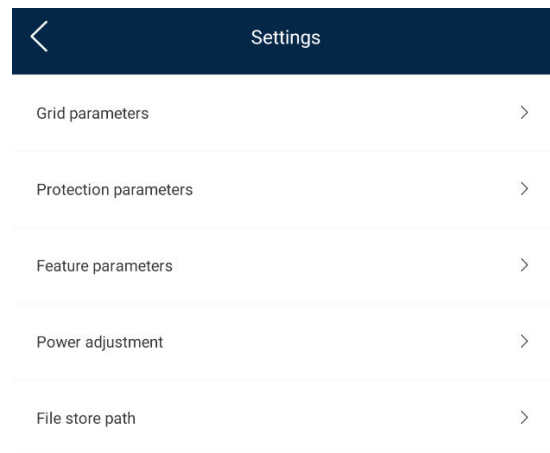 Settings
Grid parameters
Protection parameters
Feature parameters
Power adjustment
File store path